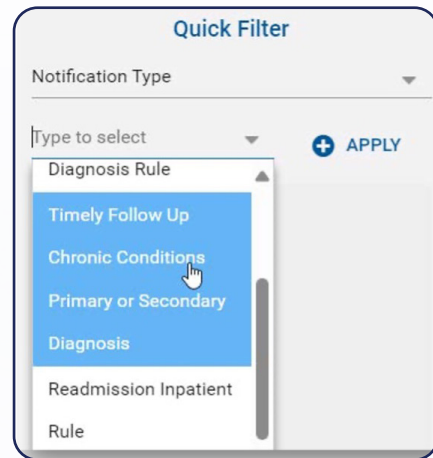 Quick Filter
Notification Type
Type to select
APPLY
Diagnosis Rule
Timely Follow Up
Chronic Conditions
Primary or Secondary
Diagnosis
Readmission Inpatient
Rule